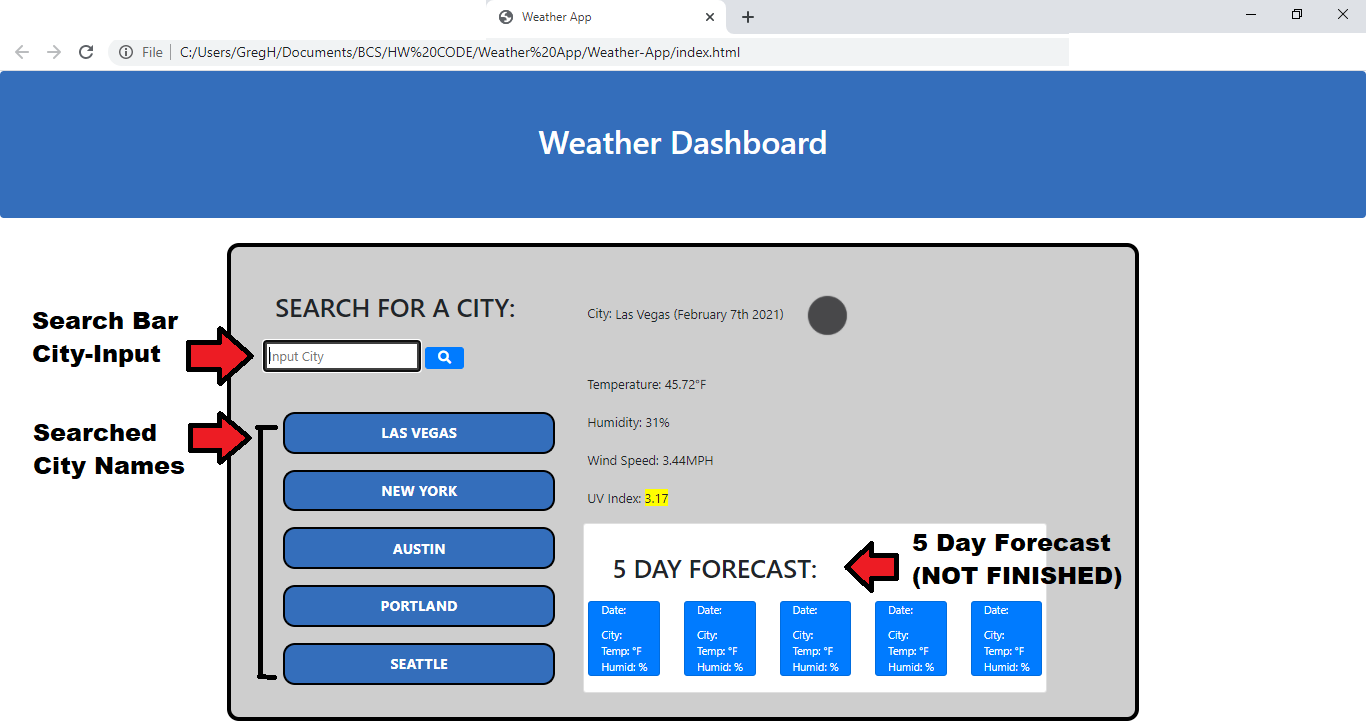 Weather App
File
C:/Users/GregH/Documents/BCS/HW%20CODE/Weather%20App/Weather-App/index.html
Weather Dashboard
Search Bar
City-Input
SEARCH FOR A CITY:
Input City
Searched
City Names
LAS VEGAS
NEW YORK
AUSTIN
PORTLAND
SEATTLE
City: Las Vegas (February 7th 2021)
Temperature: 45.72°F
Humidity: 31%
Wind Speed: 3.44MPH
UV Index: 3.17
5 DAY FORECAST:
5 Day Forecast
(NOT FINISHED)
Date:
City:
Temp: °F
Humid: %
Date:
City:
Temp: °F
Humid: %
Date:
City:
Temp: °F
Humid: %
Date:
City:
Temp: °F
Humid: %
Date:
City:
Temp: °F
Humid: %